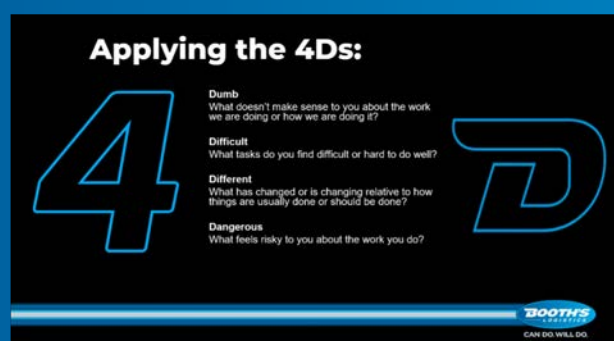 Applying the 4Ds:
4
D
Dumb
What doesn't make sense to you about the work
we are doing or how we are doing it?
Difficult
What tasks do you find difficult or hard to do well?
Different
What has changed or is changing relative to how
things are usually done or should be done?
Dangerous
What feels risky to you about the work you do?
BOOTH'S
LOGISTICS
CAN DO. WILL DO.